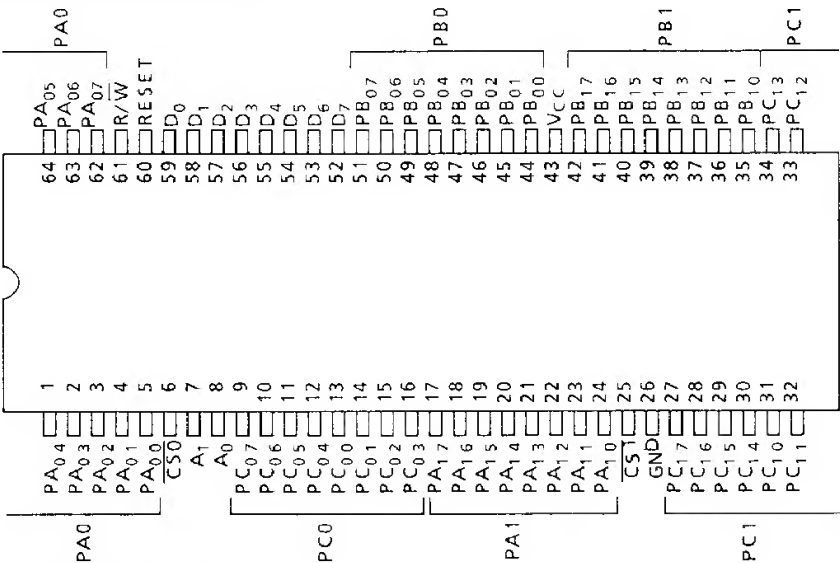 PA0
PB0
PB1
PC1
PA05
PA06
PA07
R/W̅
RESET
D0
D1
D2
D3
D4
D5
D6
D7
PB07
PB06
PB05
PB04
PB03
PB02
PB01
PB00
VCC
PB17
PB16
PB15
PB14
PB13
PB12
PB11
PB10
PC13
PC12
64
63
62
61
60
59
58
57
56
55
54
53
52
51
50
49
48
47
46
45
44
43
42
41
40
39
38
37
36
35
34
33
1
2
3
4
5
6
7
8
9
10
11
12
13
14
15
16
17
18
19
20
21
22
23
24
25
26
27
28
29
30
31
32
PA04
PA03
PA02
PA01
PA00
C̅S̅0̅
A1
A0
PC07
PC06
PC05
PC04
PC00
PC01
PC02
PC03
PA17
PA16
PA15
PA14
PA13
PA12
PA11
PA10
C̅S̅1̅
GND
PC17
PC16
PC15
PC14
PC10
PC11
PA0
PC0
PA1
PC1